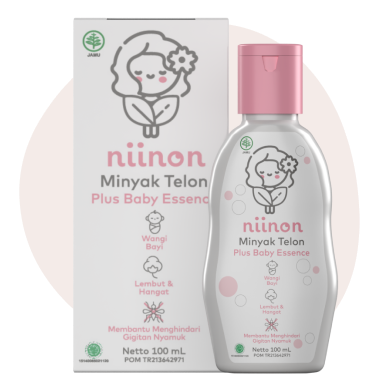 JAMU
niinon
Minyak Telon
Plus Baby Essence
Wangi
Bayi
Lembut &
Hangat
Membantu Menghindari
Gigitan Nyamuk
Netto 100 mL
POM TR213642971
JAMU
niinon
Minyak Telon
Plus Baby Essence
Wangi
Bayi
Lembut &
Hangat
Membantu Menghindari
Gigitan Nyamuk
Netto 100 mL
POM TR213642971